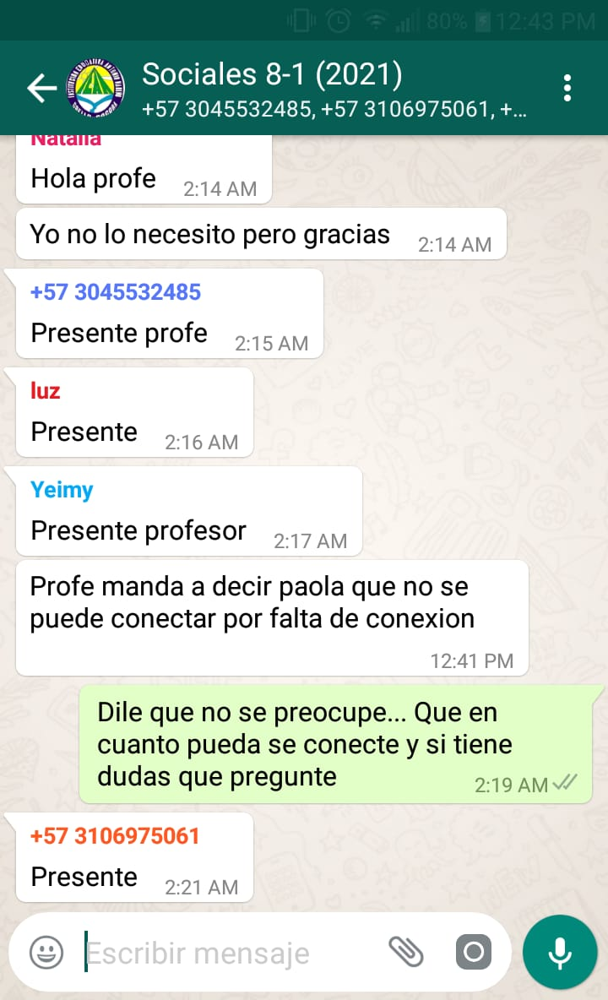 80% 12:43 PM
Sociales 8-1 (2021)
+57 3045532485, +57 3106975061, +...
Natalia
Hola profe 2:14 AM
Yo no lo necesito pero gracias 2:14 AM
+57 3045532485
Presente profe 2:15 AM
luz
Presente 2:16 AM
Yeimy
Presente profesor 2:17 AM
Profe manda a decir paola que no se
puede conectar por falta de conexion
12:41 PM
Dile que no se preocupe... Que en
cuanto pueda se conecte y si tiene
dudas que pregunte 2:19 AM
+57 3106975061
Presente 2:21 AM
Escribir mensaje